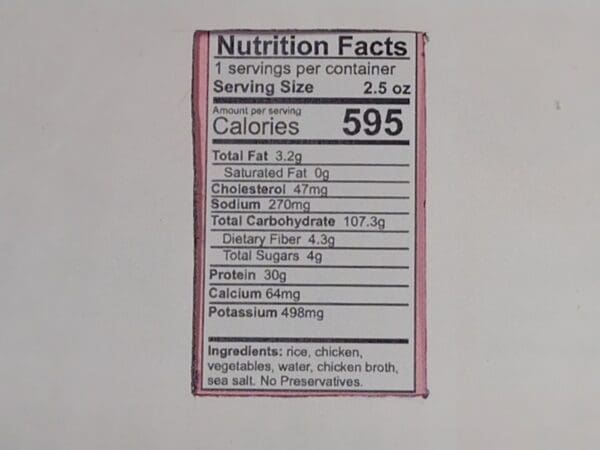 Nutrition Facts
1 servings per container
Serving Size 2.5 oz
Amount per serving
Calories 595
Total Fat 3.2g
Saturated Fat 0g
Cholesterol 47mg
Sodium 270mg
Total Carbohydrate 107.3g
Dietary Fiber 4.3g
Total Sugars 4g
Protein 30g
Calcium 64mg
Potassium 498mg
Ingredients: rice, chicken,
vegetables, water, chicken broth,
sea salt. No Preservatives.